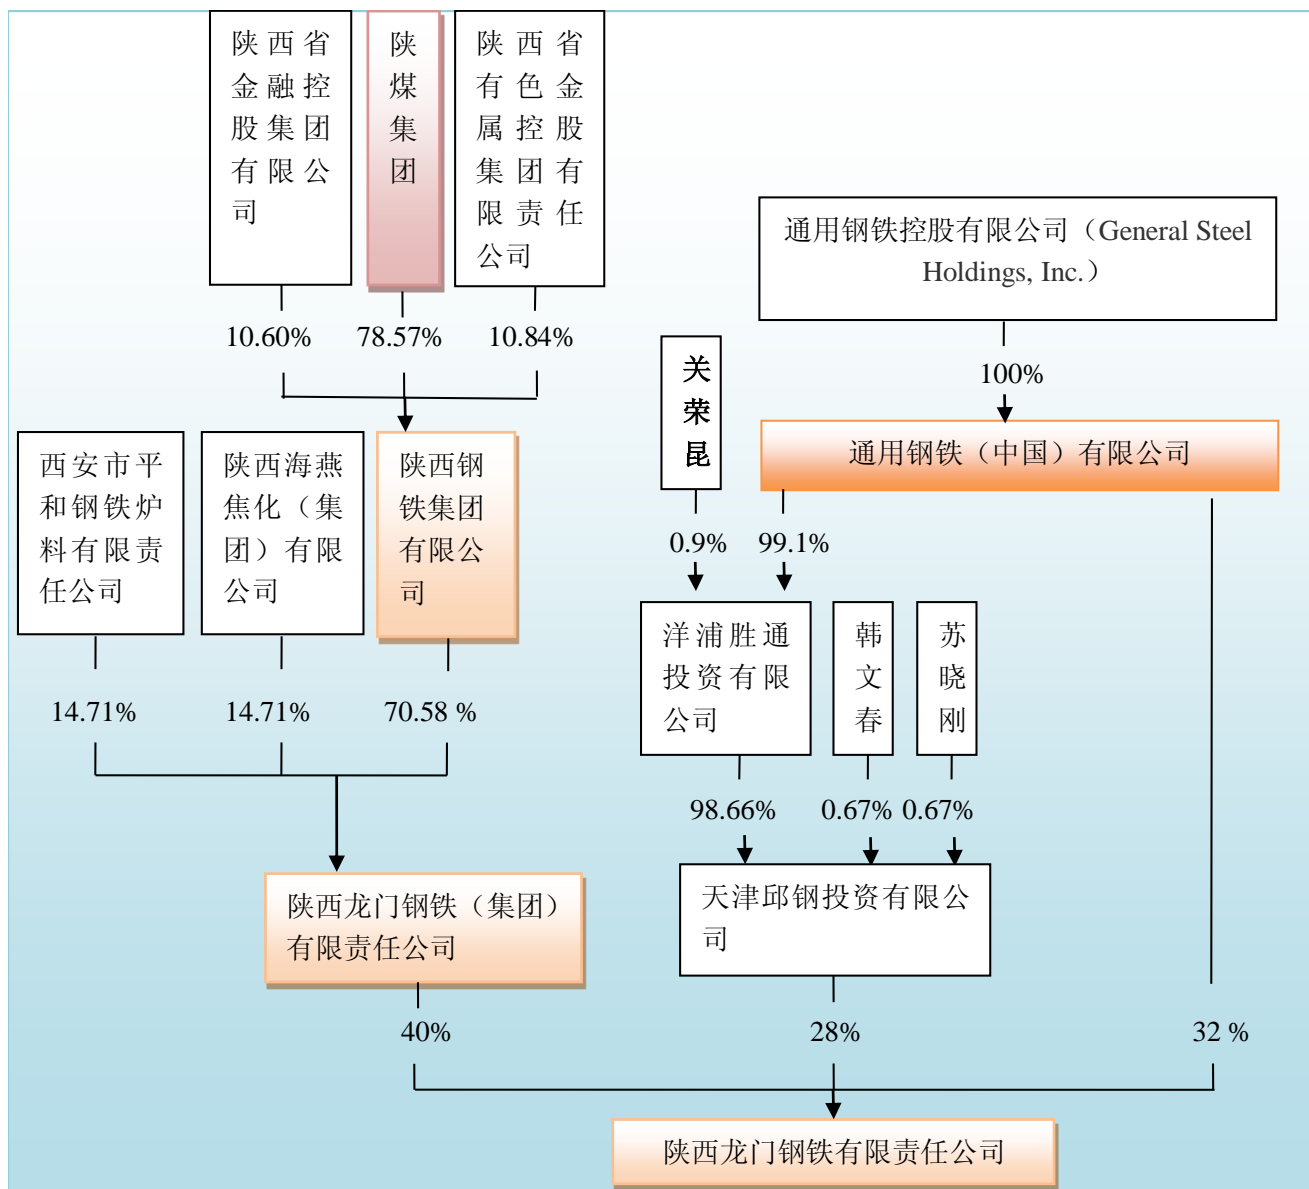 陕西省
金融控
股集团
有限公
司
陕
煤
集
团
陕西省
有色金
属控股
集团有
限责任
公司
通用钢铁控股有限公司（General Steel
Holdings, Inc.）
10.60%
78.57%
10.84%
关
荣
昆
100%
通用钢铁（中国）有限公司
西安市平
和钢铁炉
料有限责
任公司
陕西海燕
焦化（集
团）有限
公司
陕西钢
铁集团
有限公
司
0.9%
99.1%
洋浦胜通
投资有限
公司
韩
文
春
苏
晓
刚
14.71%
14.71%
70.58 %
98.66%
0.67%
0.67%
陕西龙门钢铁（集团）
有限责任公司
天津邱钢投资有限公
司
40%
28%
32 %
陕西龙门钢铁有限责任公司